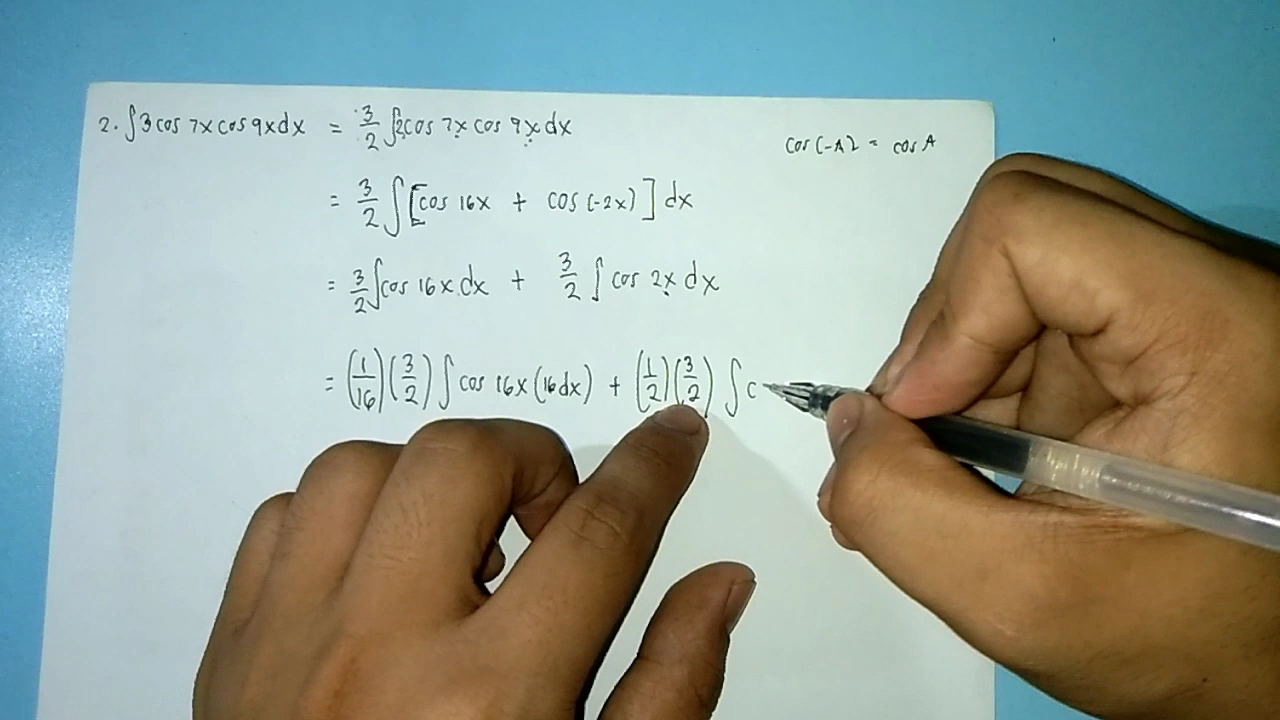 2. ∫3 cos 7x cos 9x dx = 3/2 ∫2cos 7x cos 9x dx
cos(-A) = cos A
= 3/2 ∫[cos 16x + cos(-2x)] dx
= 3/2 ∫cos 16x dx + 3/2 ∫ cos 2x dx
= (1/16)(3/2) ∫ cos 16x (16dx) + (1/2)(3/2) ∫ c